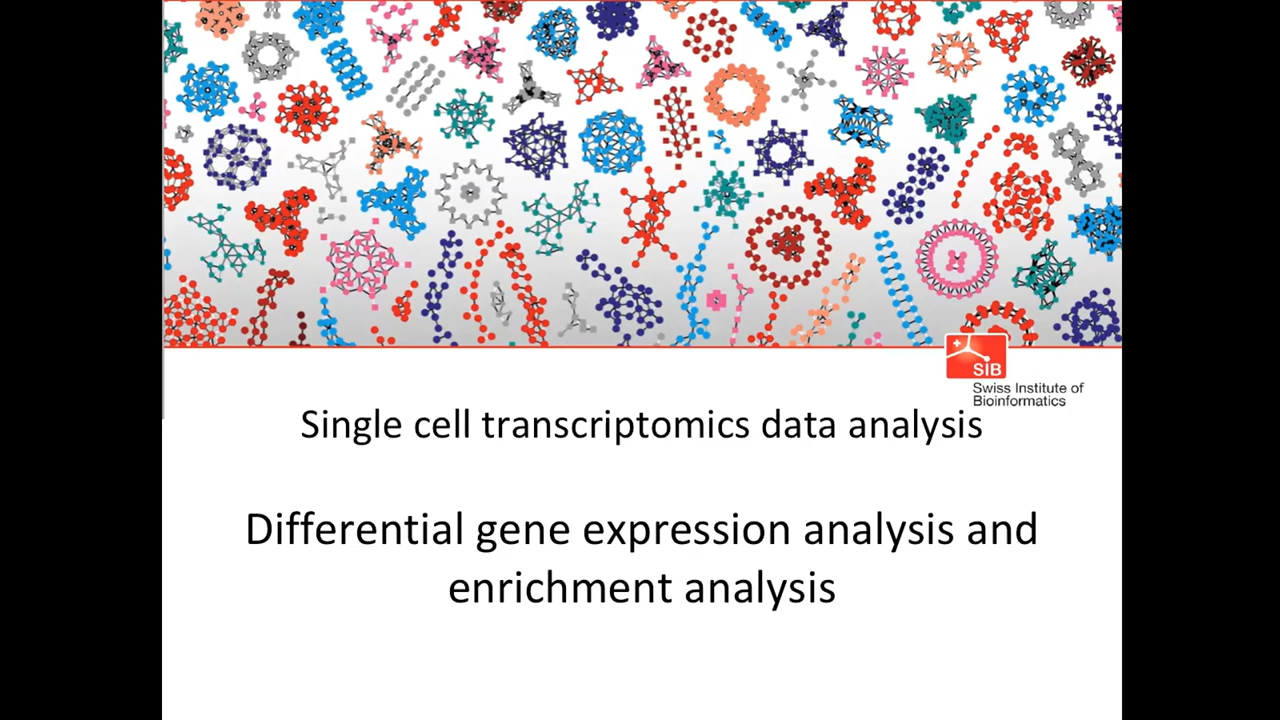 SIB
Swiss Institute of
Bioinformatics
Single cell transcriptomics data analysis
Differential gene expression analysis and
enrichment analysis